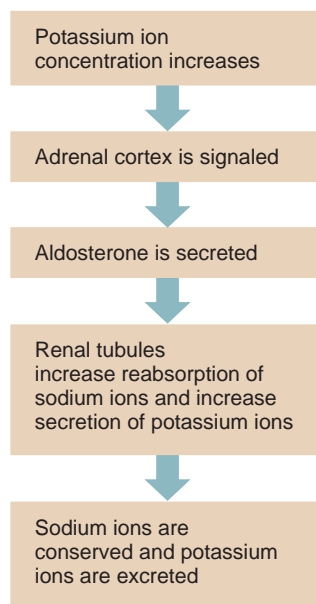 Potassium ion
concentration increases
Adrenal cortex is signaled
Aldosterone is secreted
Renal tubules
increase reabsorption of
sodium ions and increase
secretion of potassium ions
Sodium ions are
conserved and potassium
ions are excreted